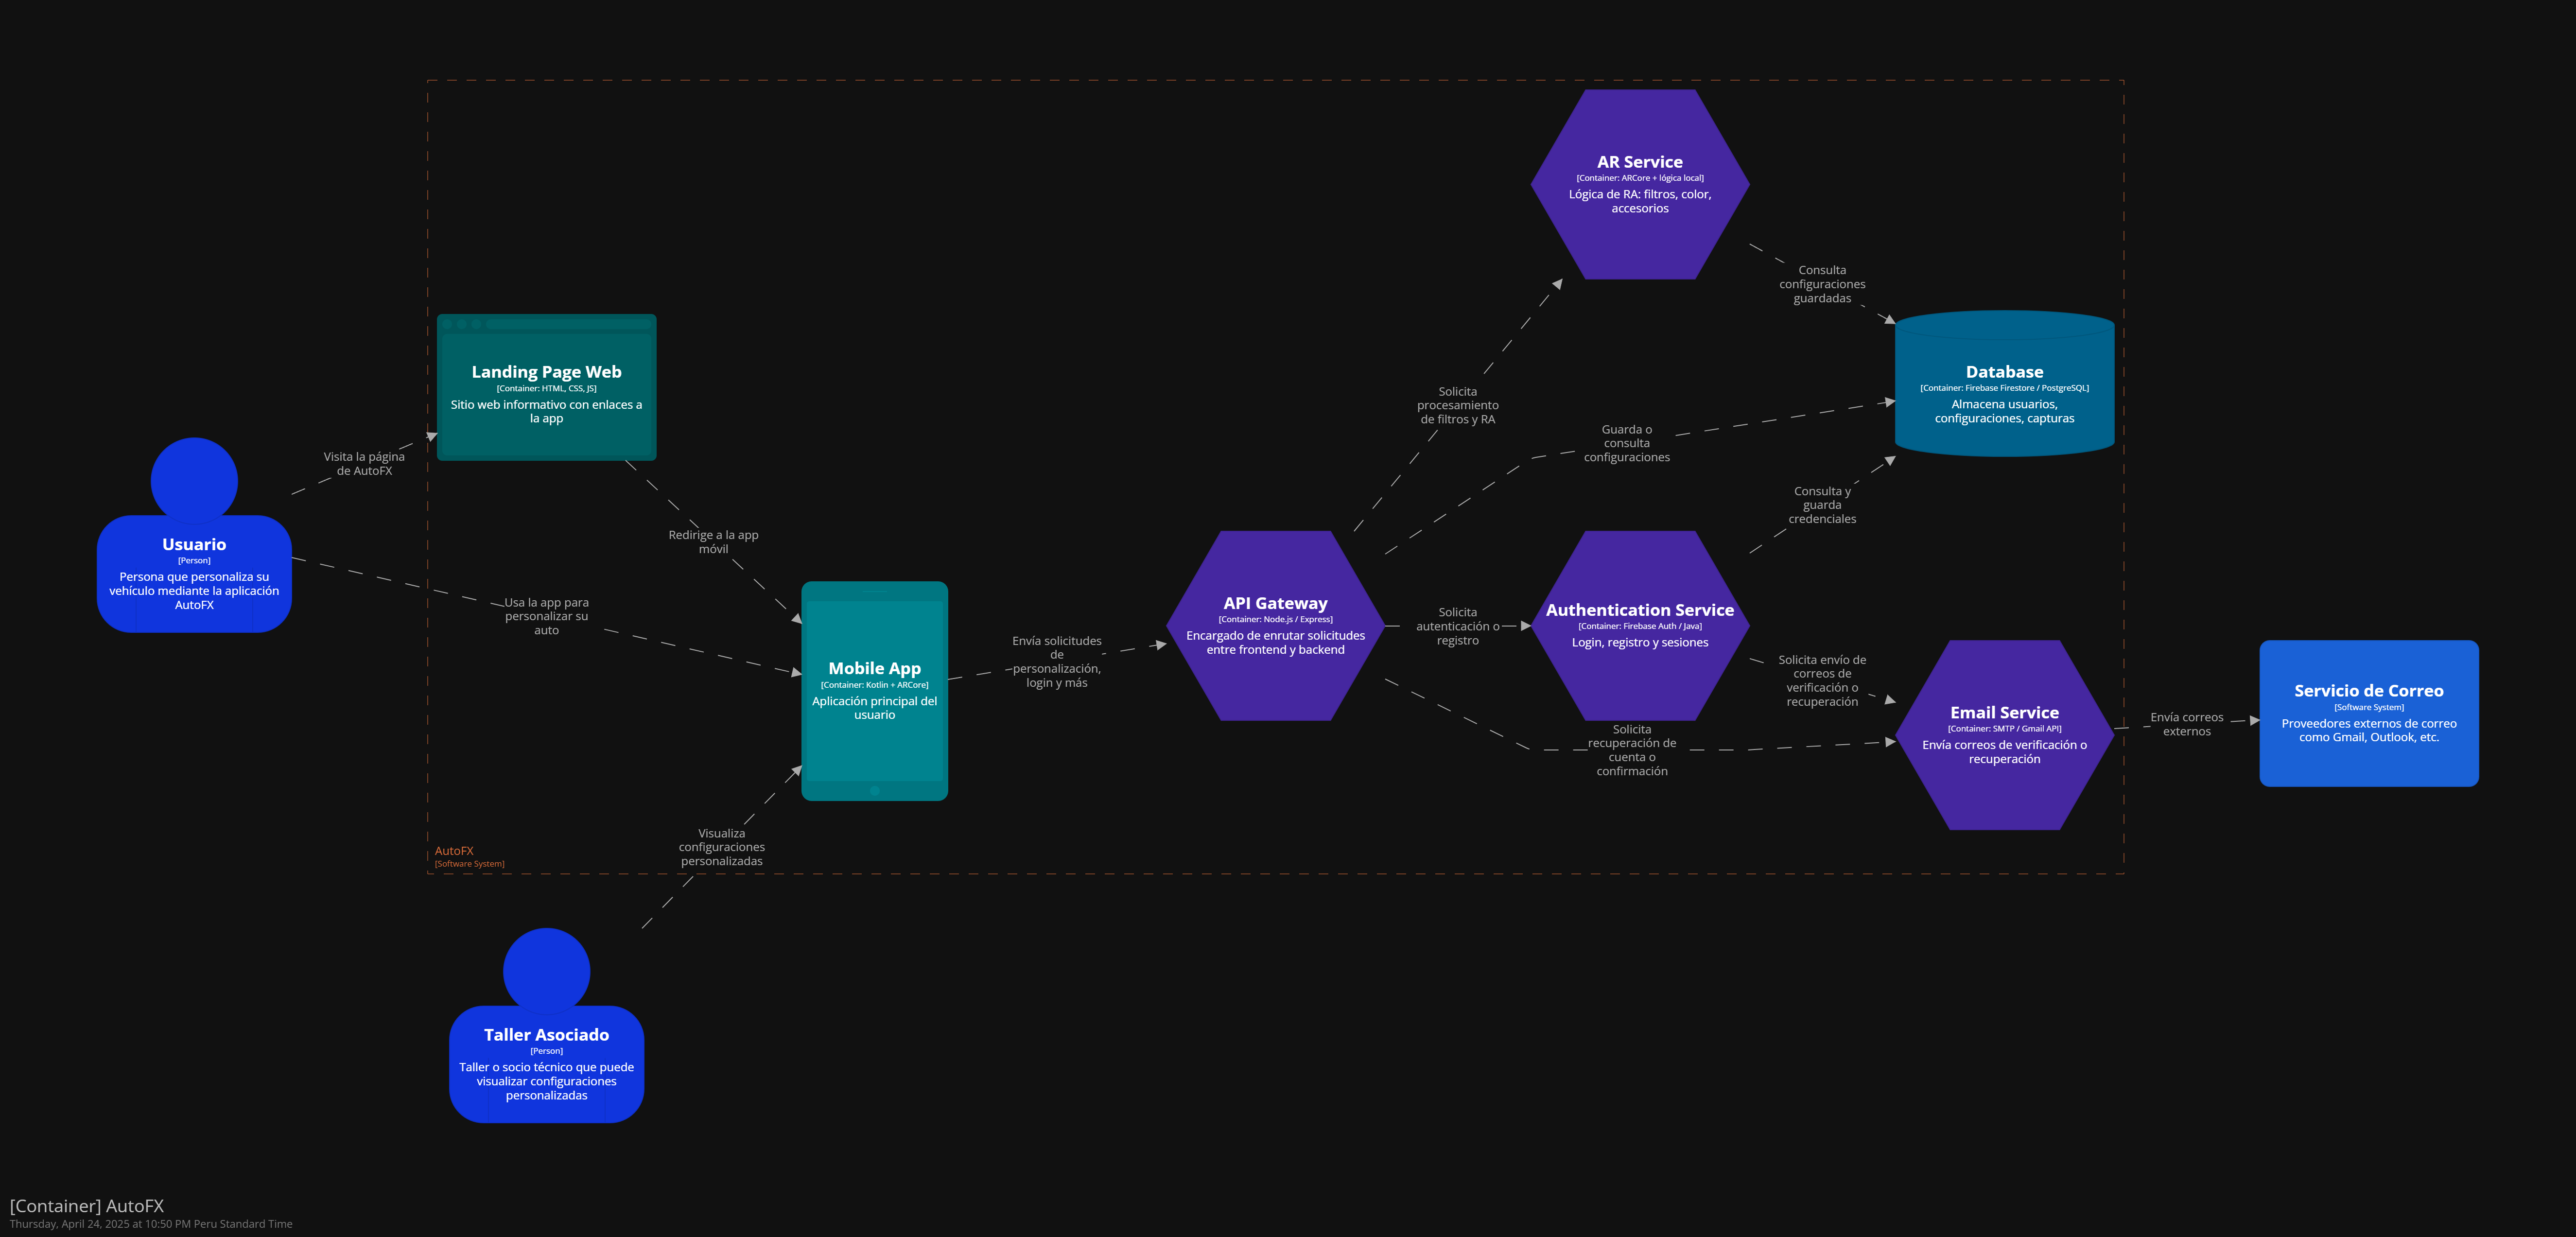 AR Service
[Container: ARCore + lógica local]
Lógica de RA: filtros, color,
accesorios
Consulta
configuraciones
guardadas
Landing Page Web
[Container: HTML, CSS, JS]
Sitio web informativo con enlaces a
la app
Database
[Container: Firebase Firestore / PostgreSQL]
Almacena usuarios,
configuraciones, capturas
Solicita
procesamiento
de filtros y RA
Guarda o
consulta
configuraciones
Visita la página
de AutoFX
Consulta y
guarda
credenciales
Redirige a la app
móvil
Usuario
[Person]
Persona que personaliza su
vehículo mediante la aplicación
AutoFX
Usa la app para
personalizar su
auto
API Gateway
[Container: Node.js / Express]
Encargado de enrutar solicitudes
entre frontend y backend
Solicita
autenticación o
registro
Authentication Service
[Container: Firebase Auth / Java]
Login, registro y sesiones
Envía solicitudes
de
personalización,
login y más
Mobile App
[Container: Kotlin + ARCore]
Aplicación principal del
usuario
Solicita envío de
correos de
verificación o
recuperación
Email Service
[Container: SMTP / Gmail API]
Envía correos de verificación o
recuperación
Envía correos
externos
Servicio de Correo
[Software System]
Proveedores externos de correo
como Gmail, Outlook, etc.
Solicita
recuperación de
cuenta o
confirmación
Visualiza
configuraciones
personalizadas
AutoFX
[Software System]
Taller Asociado
[Person]
Taller o socio técnico que puede
visualizar configuraciones
personalizadas
[Container] AutoFX
Thursday, April 24, 2025 at 10:50 PM Peru Standard Time